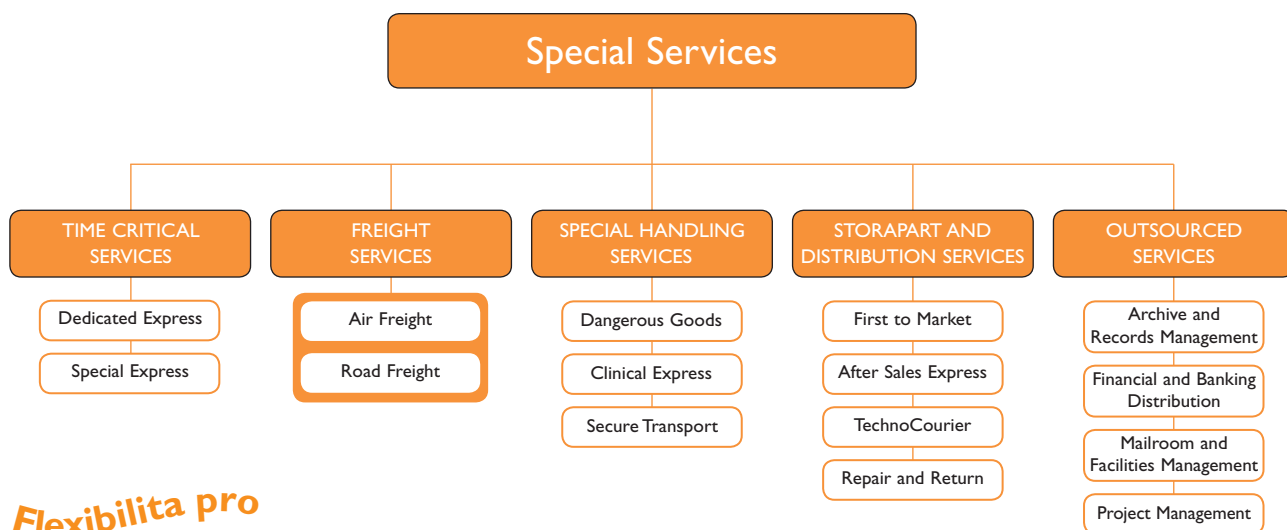 Special Services
TIME CRITICAL
SERVICES
Dedicated Express
Special Express
FREIGHT
SERVICES
Air Freight
Road Freight
SPECIAL HANDLING
SERVICES
Dangerous Goods
Clinical Express
Secure Transport
STORAPART AND
DISTRIBUTION SERVICES
First to Market
After Sales Express
TechnoCourier
Repair and Return
OUTSOURCED
SERVICES
Archive and
Records Management
Financial and Banking
Distribution
Mailroom and
Facilities Management
Project Management
Flexibilita pro